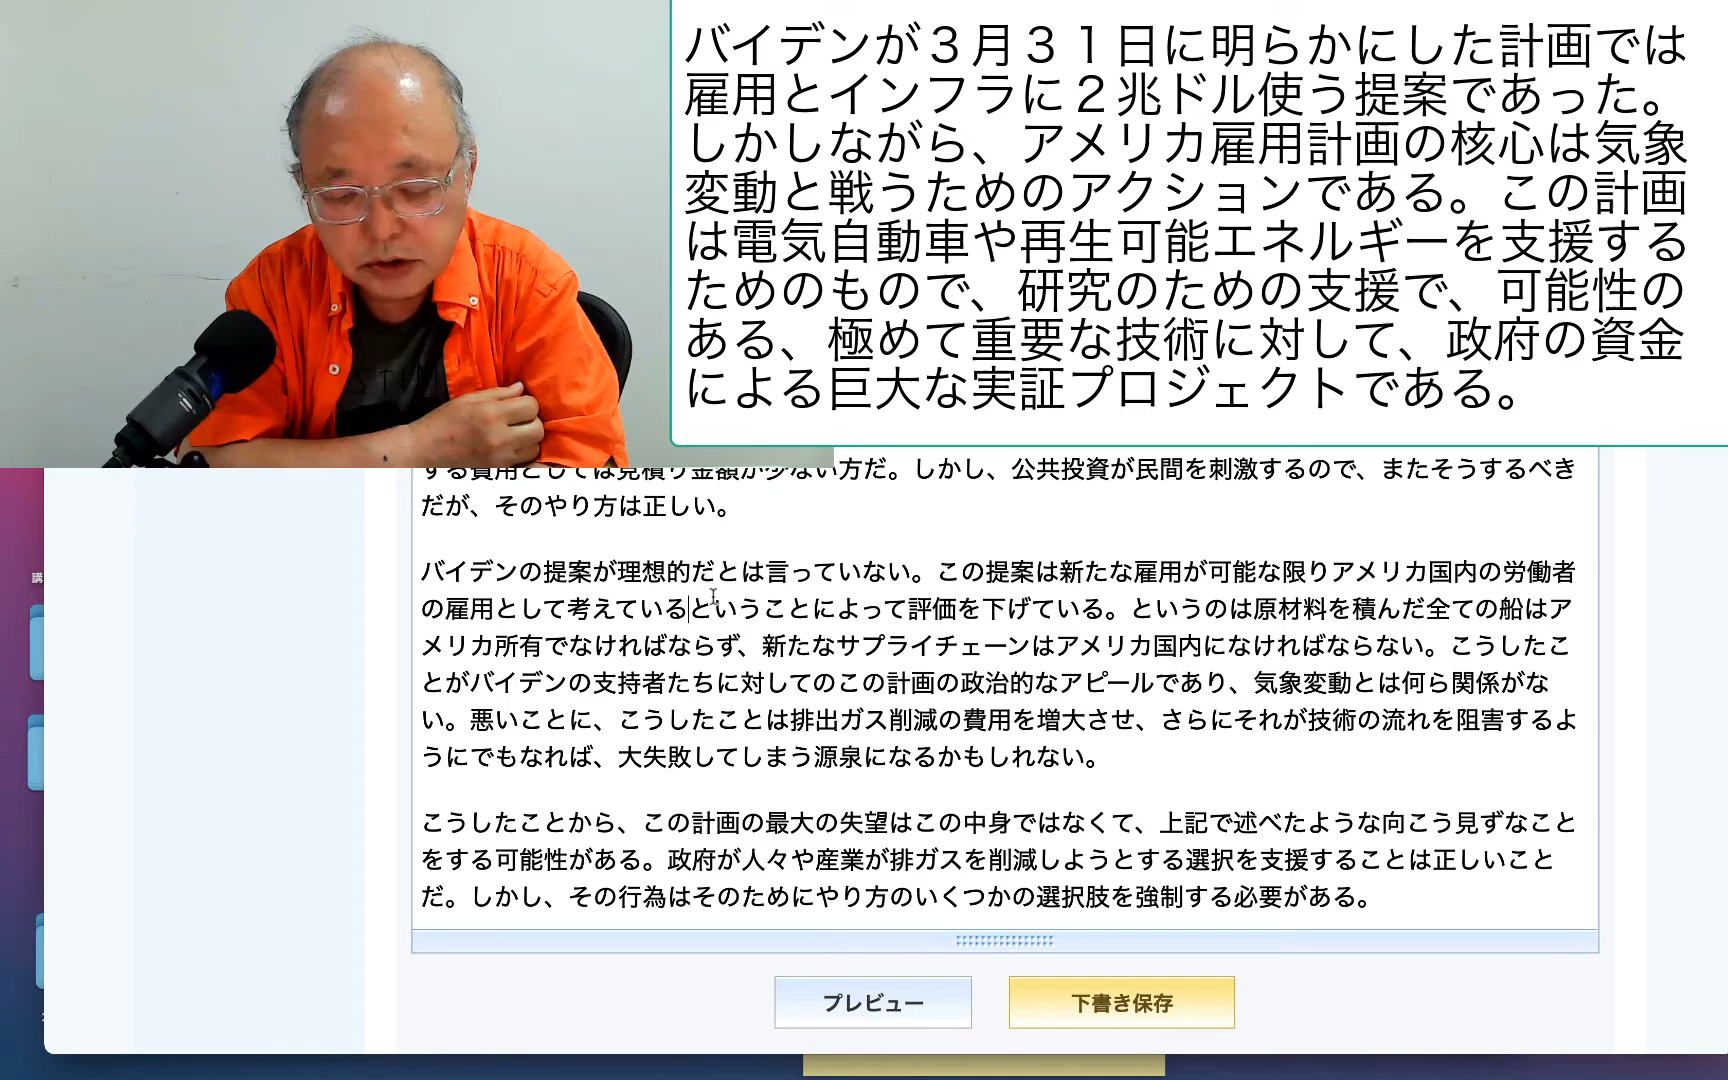 バイデンが３月３１日に明らかにした計画では
雇用とインフラに２兆ドル使う提案であった。
しかしながら、アメリカ雇用計画の核心は気象
変動と戦うためのアクションである。この計画
は電気自動車や再生可能エネルギーを支援する
ためのもので、研究のための支援で、可能性の
ある、極めて重要な技術に対して、政府の資金
による巨大な実証プロジェクトである。
する費用としては見積り金額が少ない方だ。しかし、公共投資が民間を刺激するので、またそうするべき
だが、そのやり方は正しい。
バイデンの提案が理想的だとは言っていない。この提案は新たな雇用が可能な限りアメリカ国内の労働者
の雇用として考えているということによって評価を下げている。というのは原材料を積んだ全ての船はア
メリカ所有でなければならず、新たなサプライチェーンはアメリカ国内になければならない。こうしたこ
とがバイデンの支持者たちに対してのこの計画の政治的なアピールであり、気象変動とは何ら関係がな
い。悪いことに、こうしたことは排出ガス削減の費用を増大させ、さらにそれが技術の流れを阻害するよ
うにでもなれば、大失敗してしまう源泉になるかもしれない。
こうしたことから、この計画の最大の失望はこの中身ではなくて、上記で述べたような向こう見ずなこと
をする可能性がある。政府が人々や産業が排ガスを削減しようとする選択を支援することは正しいこと
だ。しかし、その行為はそのためにやり方のいくつかの選択肢を強制する必要がある。
プレビュー
下書き保存
講